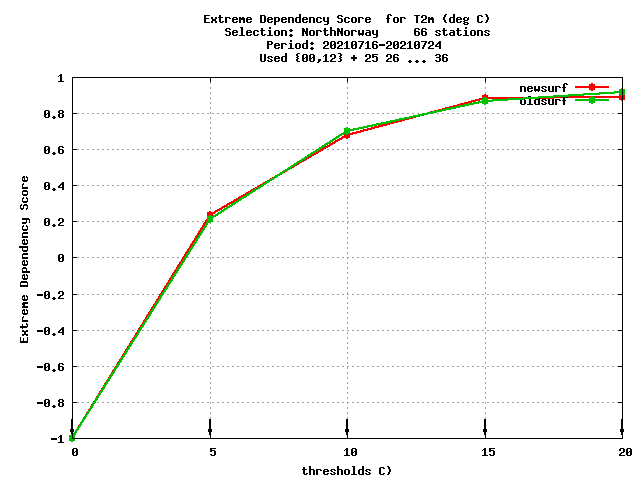 Extreme Dependency Score  for T2m (deg C)
Selection: NorthNorway     66 stations
Period: 20210716-20210724
Used {00,12} + 25 26 ... 36
newsurf
oldsurf
1
0.8
0.6
0.4
0.2
0
-0.2
-0.4
-0.6
-0.8
-1
Extreme Dependency Score
0 5 10 15 20
thresholds C)